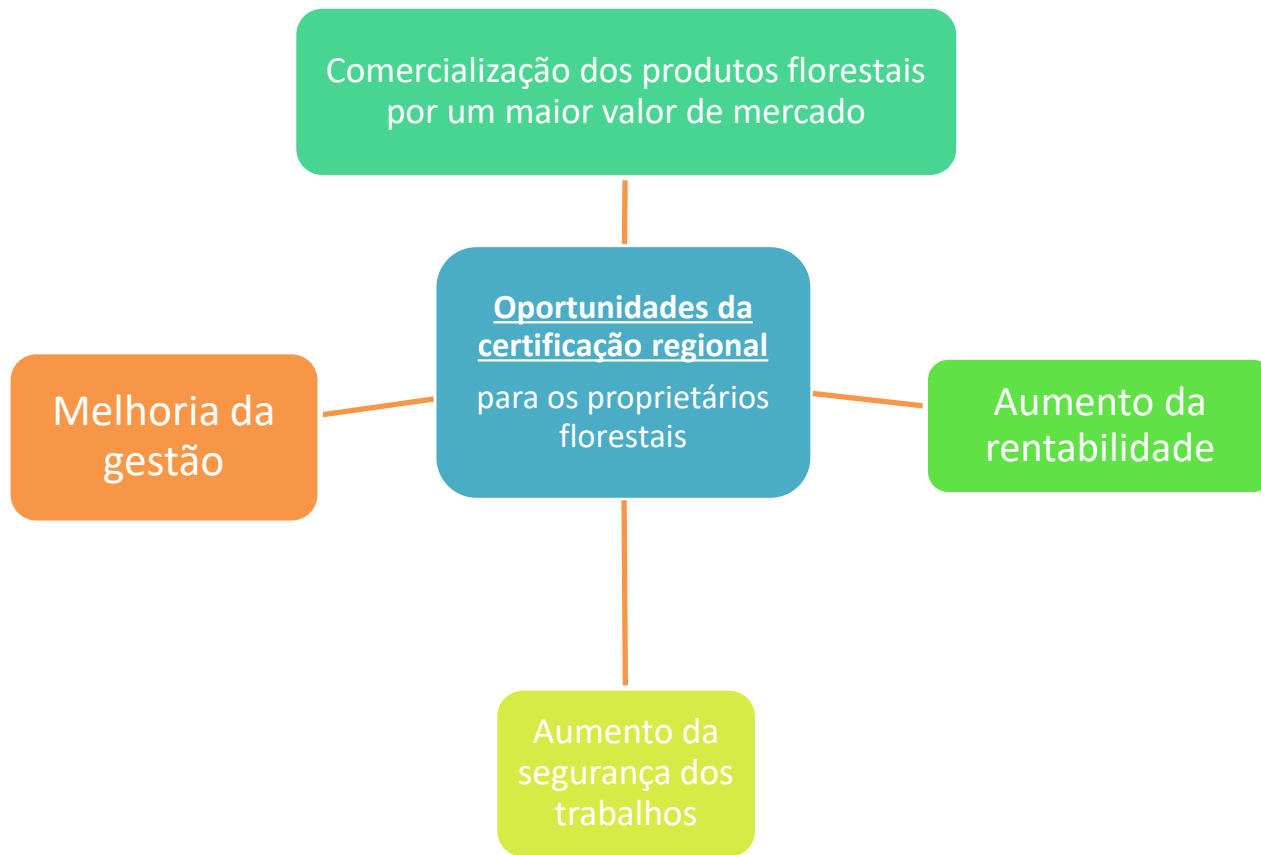 Comercialização dos produtos florestais
por um maior valor de mercado
Oportunidades da
certificação regional
para os proprietários
florestais
Melhoria da
gestão
Aumento da
rentabilidade
Aumento da
segurança dos
trabalhos